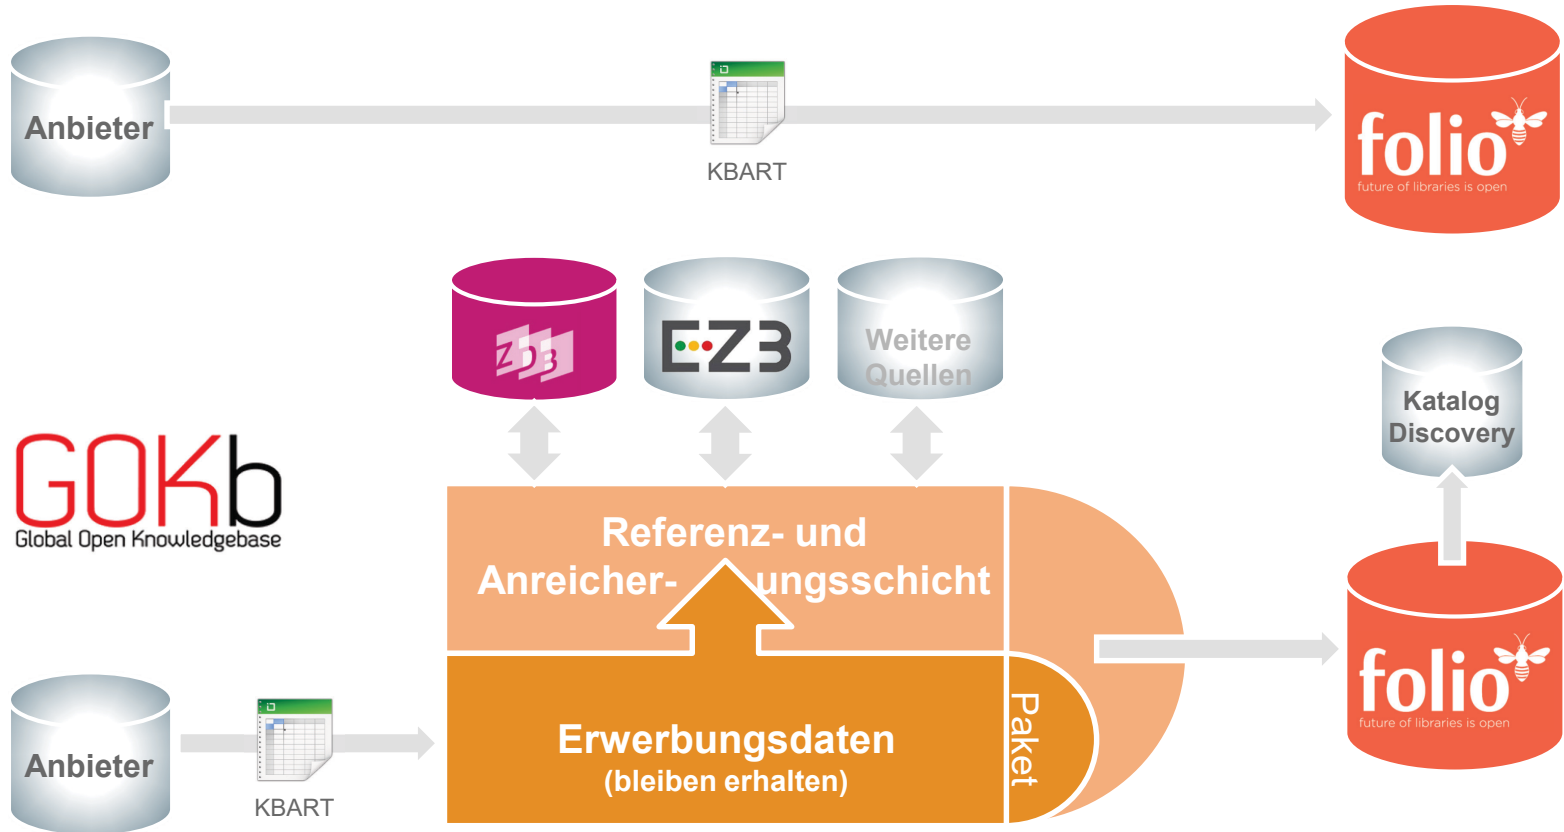 Anbieter
KBART
folio
future of libraries is open
ZDB
EZB
Weitere
Quellen
Katalog
Discovery
GOKb
Global Open Knowledgebase
Referenz- und
Anreicher- ungsschicht
folio
future of libraries is open
Paket
Erwerbungsdaten
(bleiben erhalten)
Anbieter
KBART